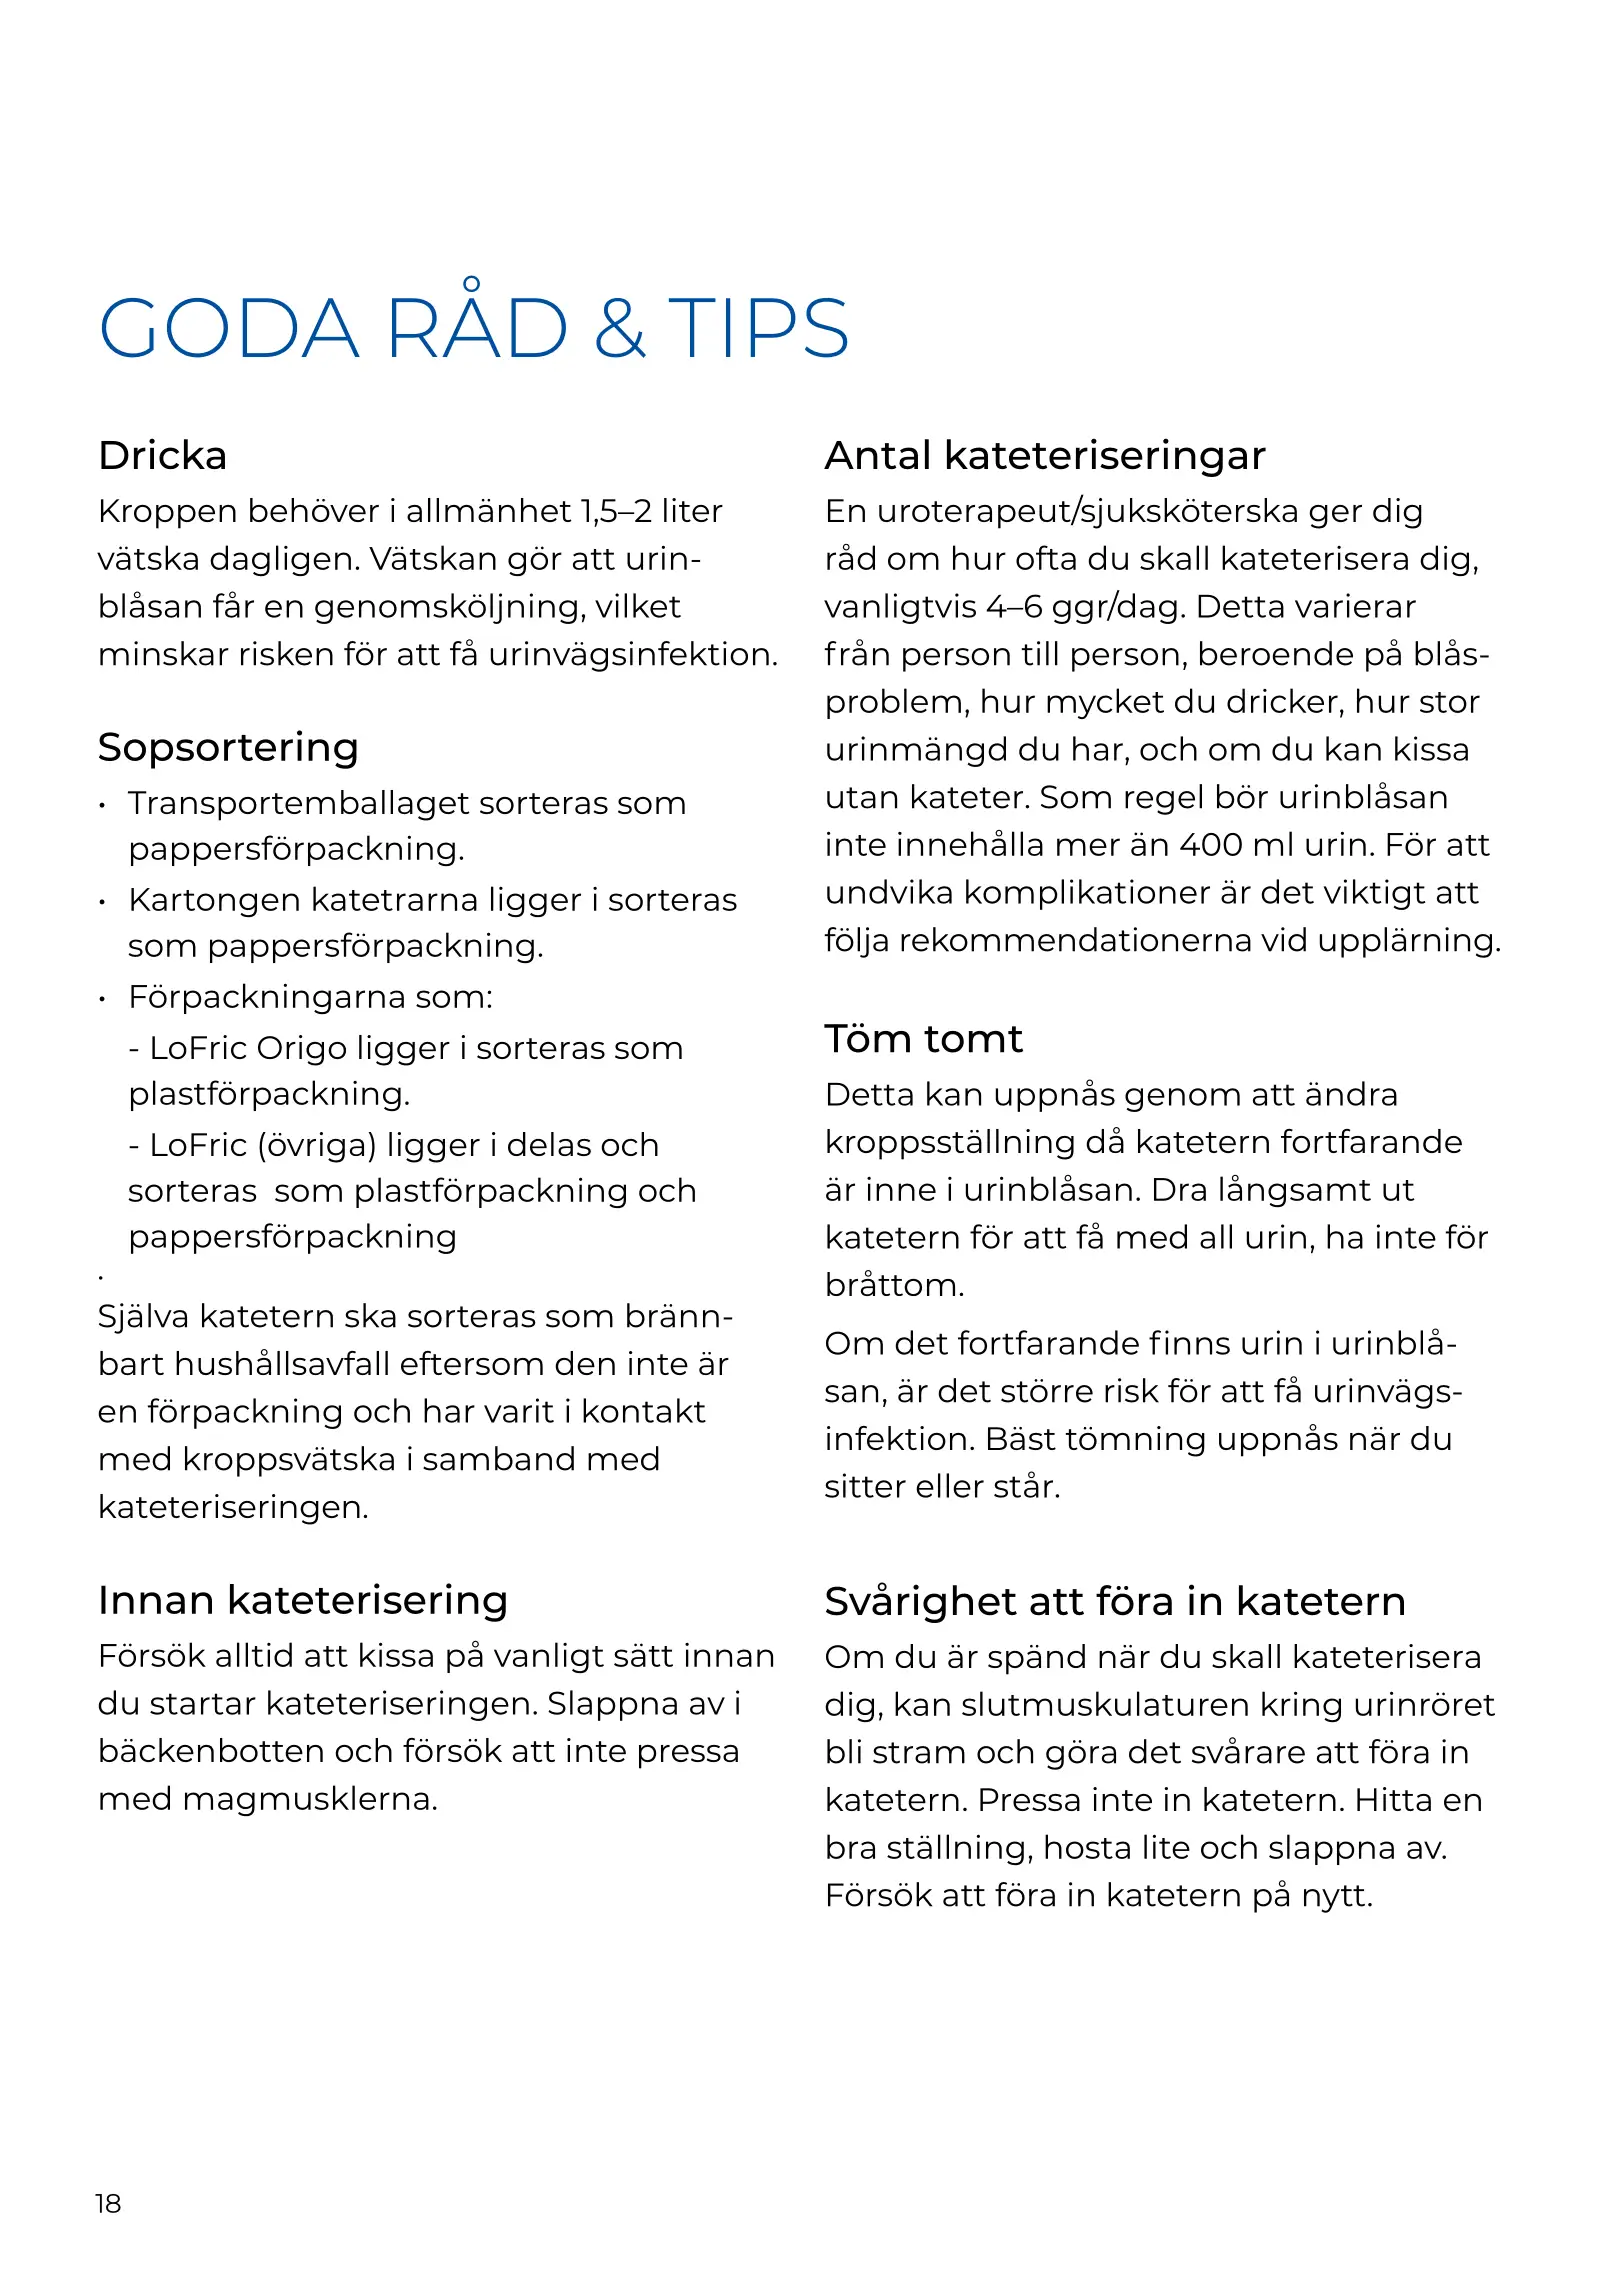 GODA RÅD & TIPS
Dricka
Kroppen behöver i allmänhet 1,5–2 liter
vätska dagligen. Vätskan gör att urin-
blåsan får en genomsköljning, vilket
minskar risken för att få urinvägsinfektion.
Sopsortering
• Transportemballaget sorteras som
pappersförpackning.
• Kartongen katetrarna ligger i sorteras
som pappersförpackning.
• Förpackningarna som:
- LoFric Origo ligger i sorteras som
plastförpackning.
- LoFric (övriga) ligger i delas och
sorteras  som plastförpackning och
pappersförpackning
•
Själva katetern ska sorteras som bränn-
bart hushållsavfall eftersom den inte är
en förpackning och har varit i kontakt
med kroppsvätska i samband med
kateteriseringen.
Innan kateterisering
Försök alltid att kissa på vanligt sätt innan
du startar kateteriseringen. Slappna av i
bäckenbotten och försök att inte pressa
med magmusklerna.
Antal kateteriseringar
En uroterapeut/sjuksköterska ger dig
råd om hur ofta du skall kateterisera dig,
vanligtvis 4–6 ggr/dag. Detta varierar
från person till person, beroende på blås-
problem, hur mycket du dricker, hur stor
urinmängd du har, och om du kan kissa
utan kateter. Som regel bör urinblåsan
inte innehålla mer än 400 ml urin. För att
undvika komplikationer är det viktigt att
följa rekommendationerna vid upplärning.
Töm tomt
Detta kan uppnås genom att ändra
kroppsställning då katetern fortfarande
är inne i urinblåsan. Dra långsamt ut
katetern för att få med all urin, ha inte för
bråttom.
Om det fortfarande finns urin i urinblå-
san, är det större risk för att få urinvägs-
infektion. Bäst tömning uppnås när du
sitter eller står.
Svårighet att föra in katetern
Om du är spänd när du skall kateterisera
dig, kan slutmuskulaturen kring urinröret
bli stram och göra det svårare att föra in
katetern. Pressa inte in katetern. Hitta en
bra ställning, hosta lite och slappna av.
Försök att föra in katetern på nytt.
18